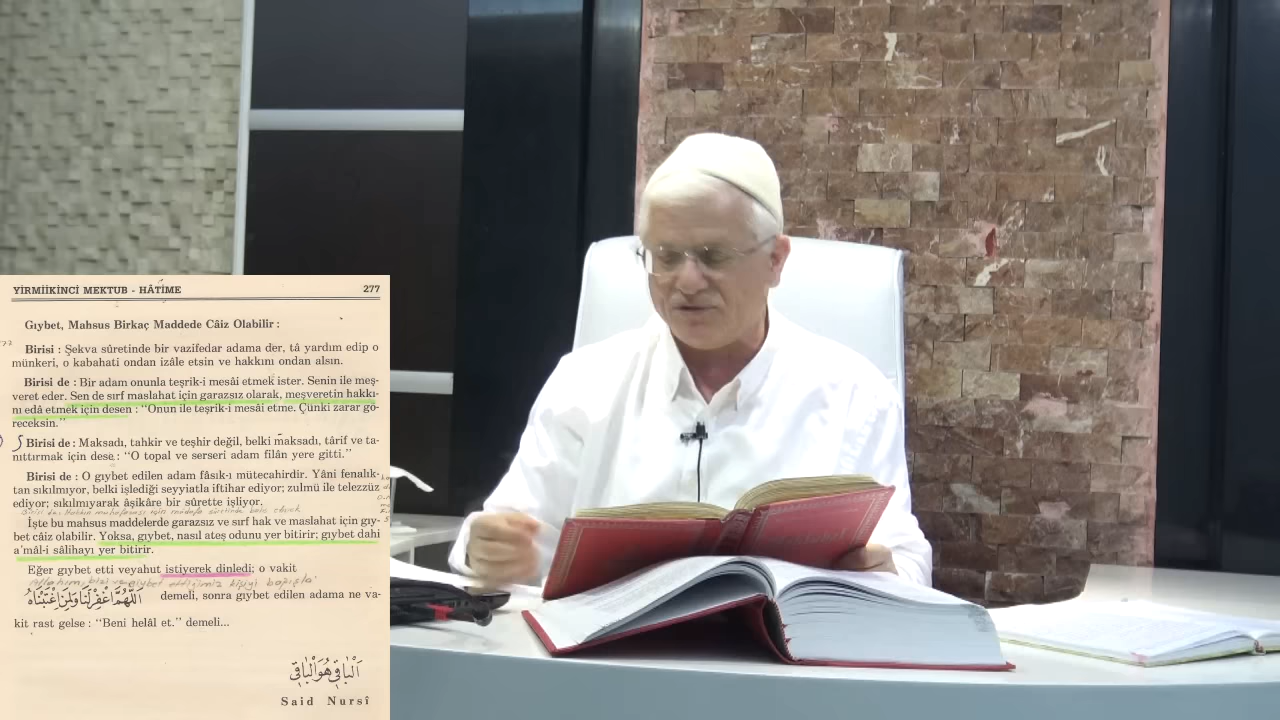 YİRMİİKİNCİ MEKTUB - HÂTİME 277
Gıybet, Mahsus Birkaç Maddede Câiz Olabilir :
Birisi : Şekva sûretinde bir vazifedar adama der, tâ yardım edip o
münkeri, o kabahati ondan izâle etsin ve hakkını ondan alsın.
Birisi de : Bir adam onunla teşrik-i mesâi etmek ister. Senin ile meş-
veret eder. Sen de sırf maslahat için garazsız olarak, meşveretin hakkı-
nı edâ etmek için desen : "Onun ile teşrik-i mesâi etme. Çünki zarar gö-
receksin."
Birisi de : Maksadı, tahkir ve teşhir değil, belki maksadı, târif ve ta-
nıttırmak için dese : "O topal ve serseri adam filân yere gitti."
Birisi de : O gıybet edilen adam fâsık-ı mütecahirdir. Yâni fenalık-
tan sıkılmıyor, belki işlediği seyyiatla iftihar ediyor; zulmü ile telezzüz
ediyor; sıkılmıyarak âşikâre bir sûrette işliyor.
İşte bu mahsus maddelerde garazsız ve sırf hak ve maslahat için gıy-
bet câiz olabilir. Yoksa, gıybet, nasıl ateş odunu yer bitirir; gıybet dahi
a'mâl-i sâlihayı yer bitirir.
Eğer gıybet etti veyahut istiyerek dinledi; o vakit
Allahım, bizi ve gıybet ettiğimiz kişiyi bağışla
اَللّٰهُمَّ اغْفِرْلَنَا وَلِمَنِ اغْتَبْنَاهُ demeli, sonra gıybet edilen adama ne va-
kit rast gelse : "Beni helâl et." demeli...
اَلْبَاقِى هُوَ الْبَاقِى
Said Nursî